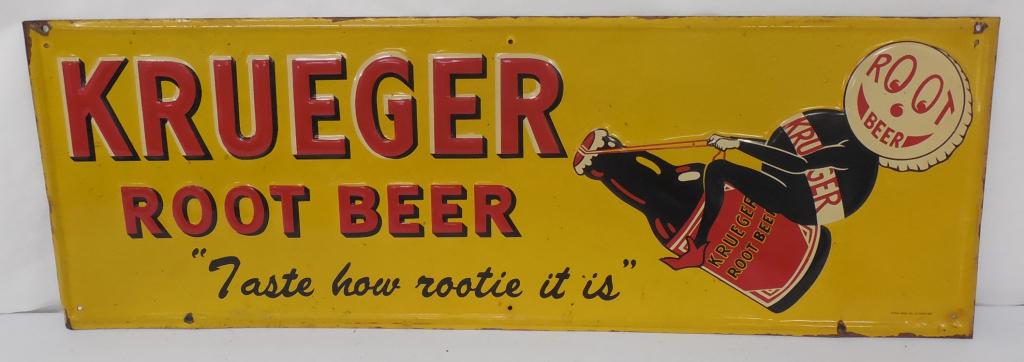 KRUEGER
ROOT BEER
"Taste how rootie it is"
ROOT
BEER
KRUEGER
KRUEGER
ROOT BEER